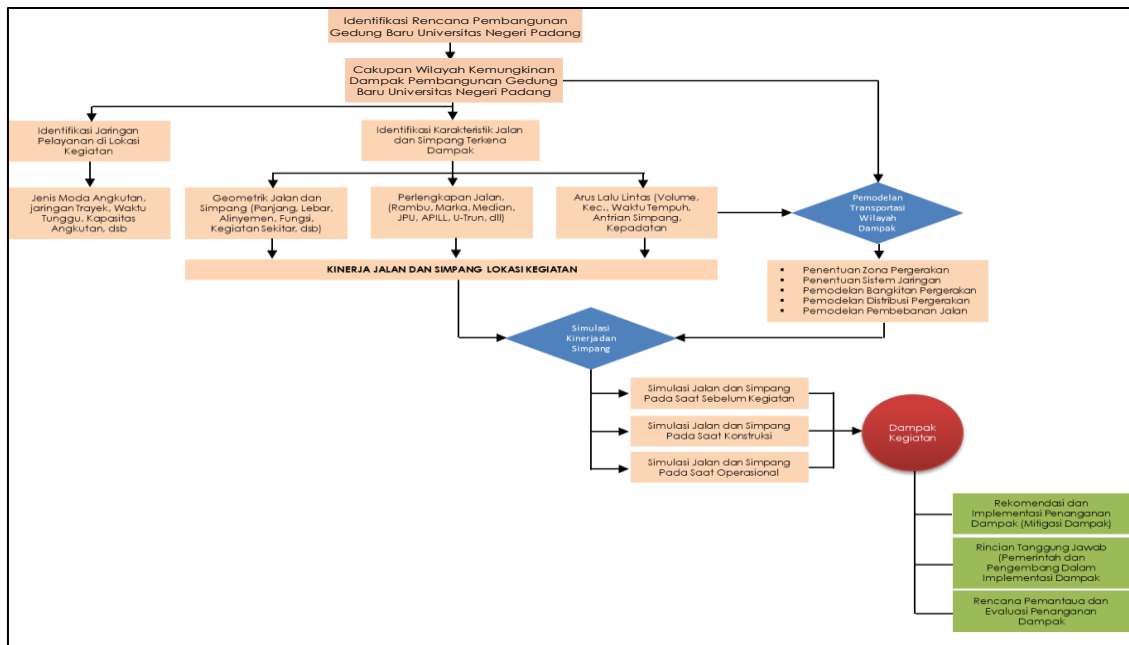 Identifikasi Rencana Pembangunan
Gedung Baru Universitas Negeri Padang
Cakupan Wilayah Kemungkinan
Dampak Pembangunan Gedung
Baru Universitas Negeri Padang
Identifikasi Jaringan
Pelayanan di Lokasi
Kegiatan
Identifikasi Karakteristik Jalan
dan Simpang Terkena
Dampak
Jenis Moda Angkutan,
jaringan Trayek, Waktu
Tunggu, Kapasitas
Angkutan, dsb
Geometrik Jalan dan
Simpang (Panjang, Lebar,
Alinyemen, Fungsi,
Kegiatan Sekitar, dsb)
Perlengkapan Jalan,
(Rambu, Marka, Median,
JPU, APILL, U-Trun, dll)
Arus Lalu Lintas (Volume,
Kec., Waktu Tempuh,
Antrian Simpang,
Kepadatan
Pemodelan
Transportasi
Wilayah
Dampak
KINERJA JALAN DAN SIMPANG LOKASI KEGIATAN
▪ Penentuan Zona Pergerakan
▪ Penentuan Sistem Jaringan
▪ Pemodelan Bangkitan Pergerakan
▪ Pemodelan Distribusi Pergerakan
▪ Pemodelan Pembebanan Jalan
Simulasi
Kinerja dan
Simpang
Simulasi Jalan dan Simpang
Pada Saat Sebelum Kegiatan
Simulasi Jalan dan Simpang
Pada Saat Konstruksi
Simulasi Jalan dan Simpang
Pada Saat Operasional
Dampak
Kegiatan
Rekomendasi dan
Implementasi Penanganan
Dampak (Mitigasi Dampak)
Rincian Tanggung Jawab
(Pemerintah dan
Pengembang Dalam
Implementasi Dampak
Rencana Pemantaua dan
Evaluasi Penanganan
Dampak